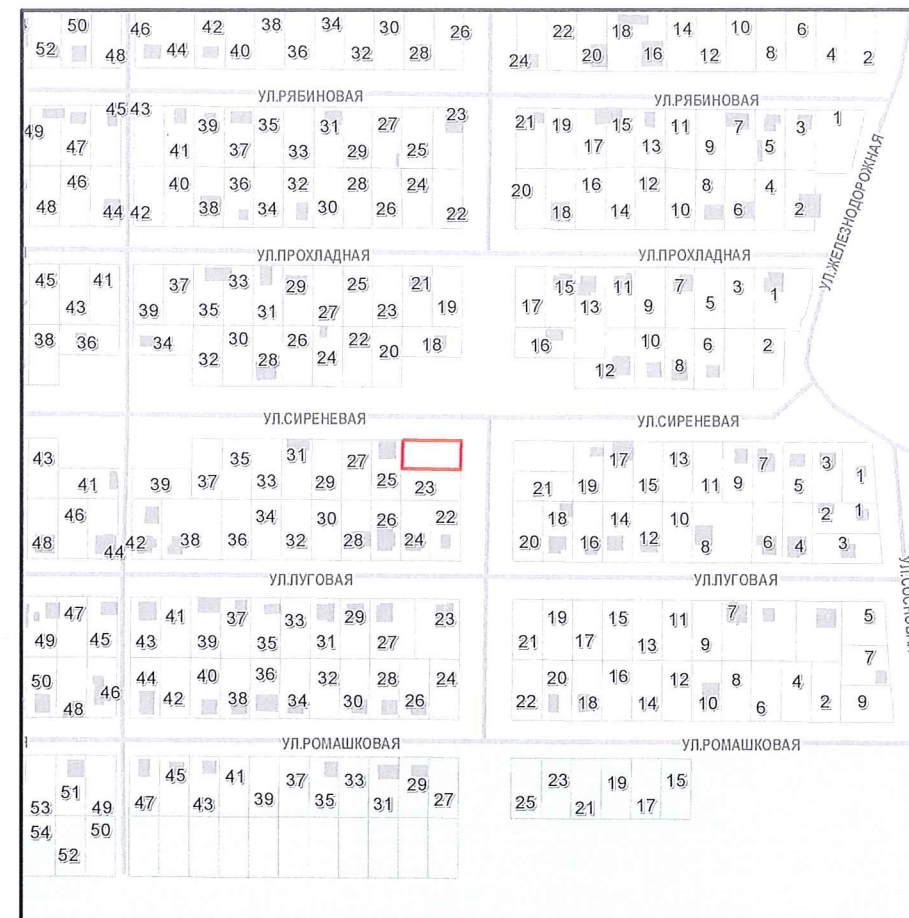 50 46 42 38 34 30 26 22 18 14 10 6
52 48 44 40 36 32 28 24 20 16 12 8 4 2
УЛ.РЯБИНОВАЯ УЛ.РЯБИНОВАЯ
49 45 43 39 35 31 27 23 21 19 15 11 7 3 1
47 41 37 33 29 25 17 13 9 5
46 40 36 32 28 24 20 16 12 8 4
48 44 42 38 34 30 26 22 18 14 10 6 2
УЛ.ЖЕЛЕЗНОДОРОЖНАЯ
УЛ.ПРОХЛАДНАЯ УЛ.ПРОХЛАДНАЯ
45 41 37 33 29 25 21 15 11 7 3 1
43 39 35 31 27 23 19 17 13 9 5
38 36 34 30 26 22 18 16 10 6 2
32 28 24 20 12 8
УЛ.СИРЕНЕВАЯ УЛ.СИРЕНЕВАЯ
43 35 31 27 17 13 7 3 1
41 39 37 33 29 25 23 21 19 15 11 9 5
46 34 30 26 22 18 14 10 2 1
48 44 42 38 36 32 28 24 20 16 12 8 6 4 3
УЛ.ЛУГОВАЯ УЛ.ЛУГОВАЯ
47 41 37 33 29 23 19 15 11 7 5
49 45 43 39 35 31 27 21 17 13 9 7
50 46 44 40 36 32 28 24 20 16 12 8 4
48 42 38 34 30 26 22 18 14 10 6 2 9
УЛ.РОМАШКОВАЯ УЛ.РОМАШКОВАЯ
51 45 41 37 33 29 23 19 15
53 49 47 43 39 35 31 27 25 21 17
54 50
52